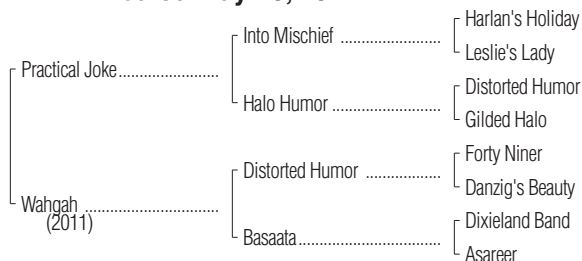 Harlan's Holiday
Into Mischief ........................
Leslie's Lady
Practical Joke........................
Distorted Humor
Halo Humor ..........................
Gilded Halo
Forty Niner
Distorted Humor ..................
Danzig's Beauty
Wahgah ................................
(2011)
Dixieland Band
Basaata..................................
Asareer